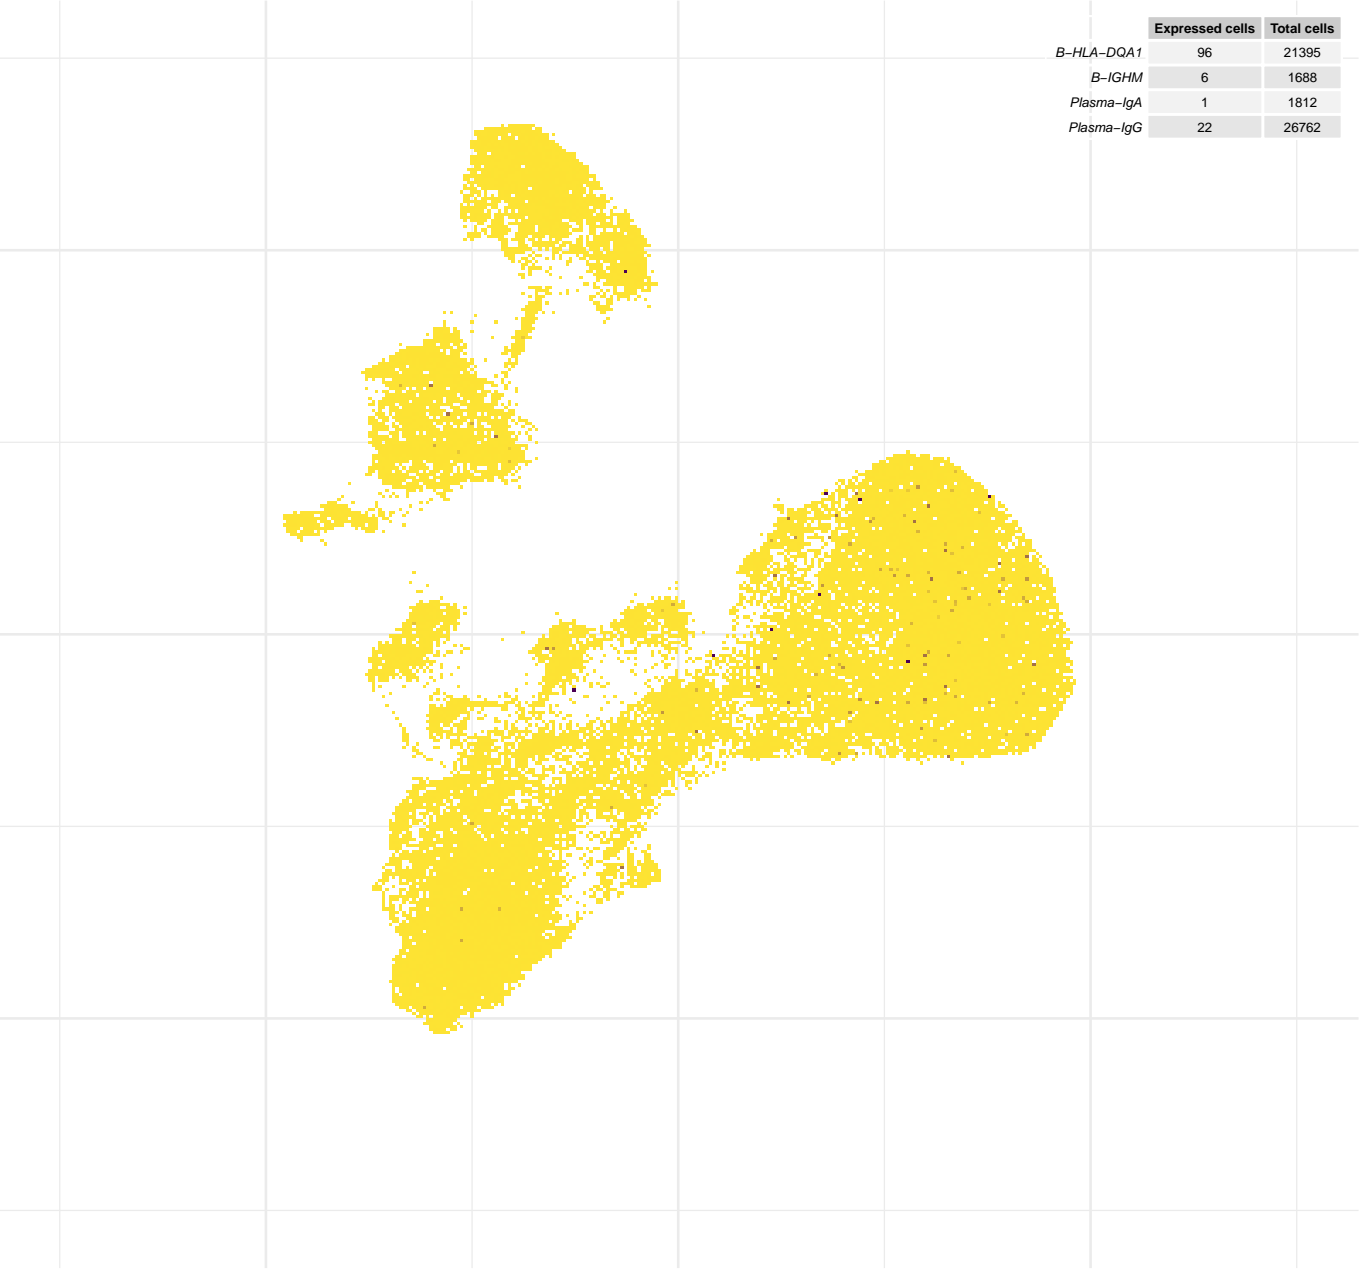 Expressed cells Total cells
B−HLA−DQA1 96 21395
B−IGHM 6 1688
Plasma−IgA 1 1812
Plasma−IgG 22 26762